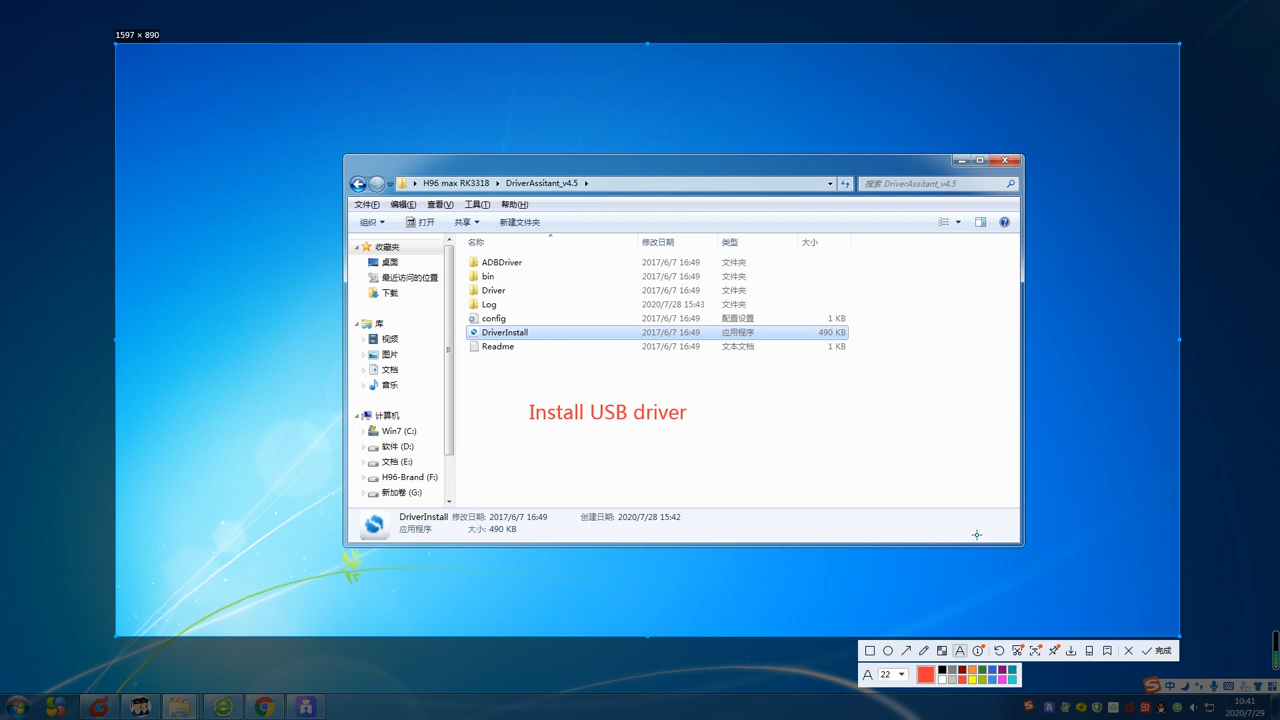 1597 × 890
H96 max RK3318 DriverAssitant_v4.5
搜索 DriverAssitant_v4.5
文件(F) 编辑(E) 查看(V) 工具(T) 帮助(H)
组织 打开 共享 新建文件夹
名称 修改日期 类型 大小
收藏夹
桌面
最近访问的位置
下载
库
视频
图片
文档
音乐
计算机
Win7 (C:)
软件 (D:)
文档 (E:)
H96-Brand (F:)
新加卷 (G:)
ADBDriver 2017/6/7 16:49 文件夹
bin 2017/6/7 16:49 文件夹
Driver 2017/6/7 16:49 文件夹
Log 2020/7/28 15:43 文件夹
config 2017/6/7 16:49 配置设置 1 KB
DriverInstall 2017/6/7 16:49 应用程序 490 KB
Readme 2017/6/7 16:49 文本文档 1 KB
Install USB driver
DriverInstall 修改日期: 2017/6/7 16:49 创建日期: 2020/7/28 15:42
应用程序 大小: 490 KB
A 完成
A 22
中
10:41
2020/7/29